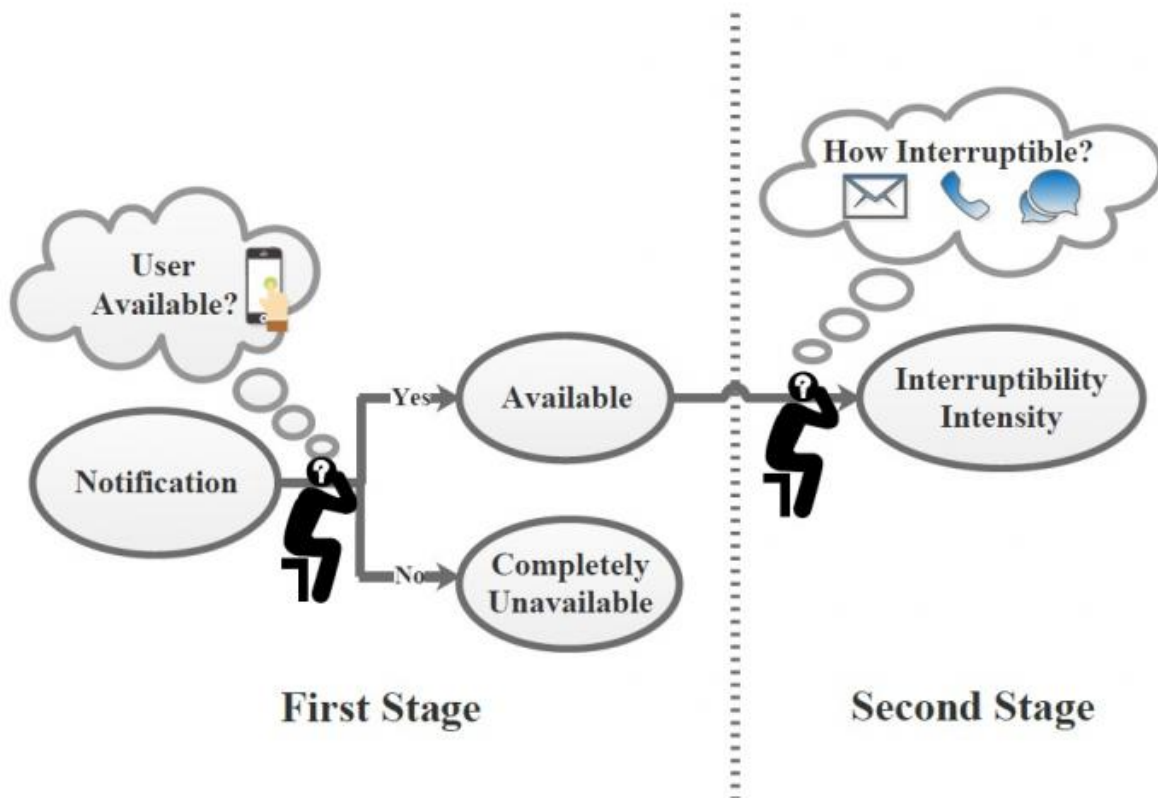 How Interruptible?
User
Available?
Notification
Yes
Available
No
Completely
Unavailable
Interruptibility
Intensity
First Stage
Second Stage